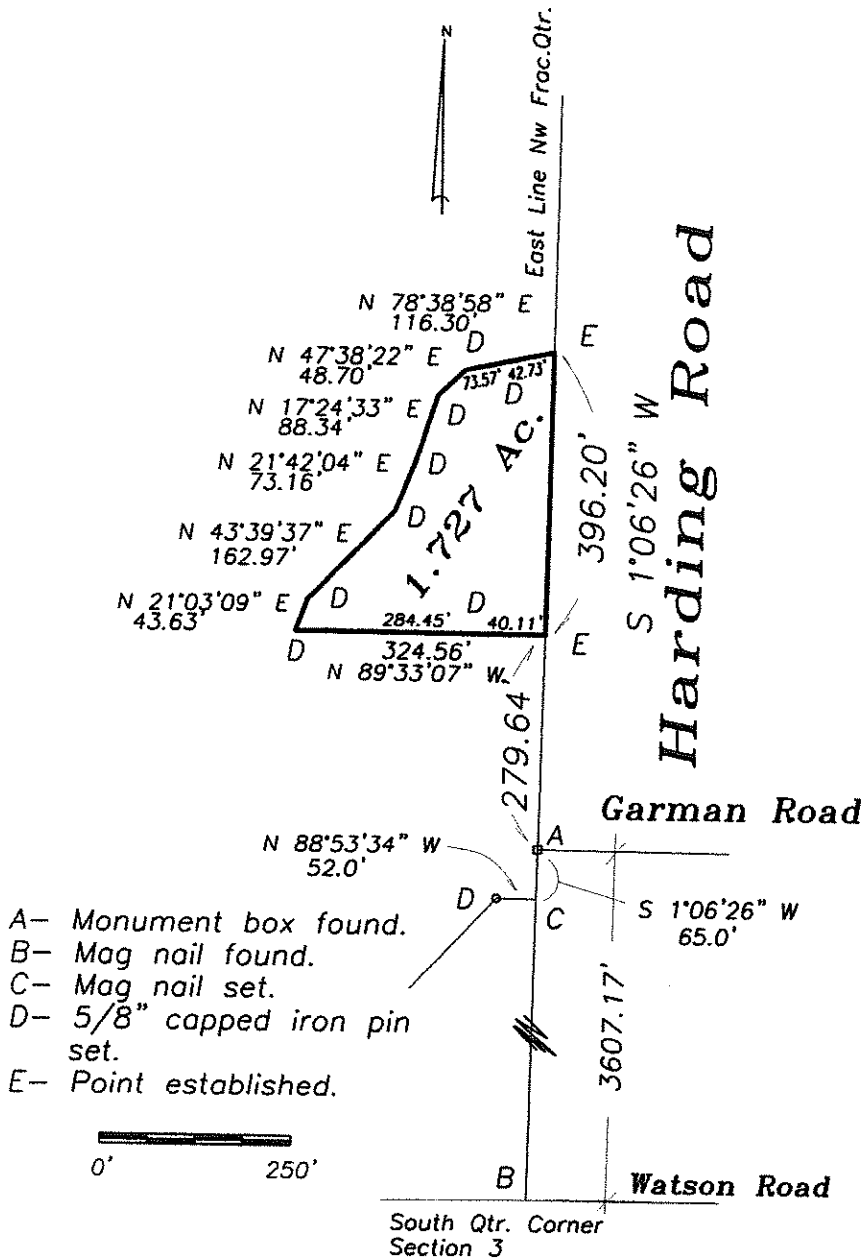 N
East Line Nw Frac.Qtr.
N 78°38'58" E
116.30'
D
E
N 47°38'22" E
48.70'
73.57' 42.73'
D
N 17°24'33" E
88.34'
D
N 21°42'04" E
73.16'
D
1.727 Ac.
396.20'
S 1°06'26" W
Harding Road
N 43°39'37" E
162.97'
D
N 21°03'09" E
43.63'
D
D
284.45'
40.11'
D
324.56'
E
N 89°33'07" W
279.64
Garman Road
A
N 88°53'34" W
52.0'
D
C
S 1°06'26" W
65.0'
A— Monument box found.
B— Mag nail found.
C— Mag nail set.
D— 5/8" capped iron pin
set.
E— Point established.
3607.17'
0'
250'
B
Watson Road
South Qtr. Corner
Section 3